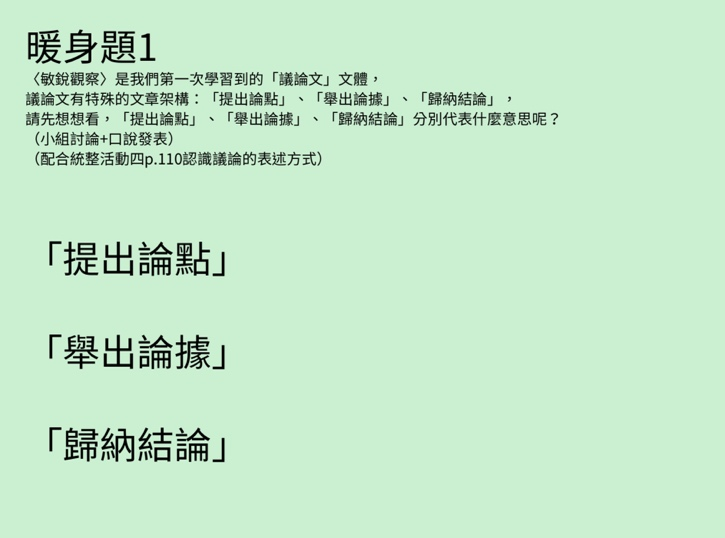 暖身題1
〈敏銳觀察〉是我們第一次學習到的「議論文」文體，
議論文有特殊的文章架構：「提出論點」、「舉出論據」、「歸納結論」，
請先想想看，「提出論點」、「舉出論據」、「歸納結論」分別代表什麼意思呢？
（小組討論+口說發表）
（配合統整活動四p.110認識議論的表述方式）
「提出論點」
「舉出論據」
「歸納結論」